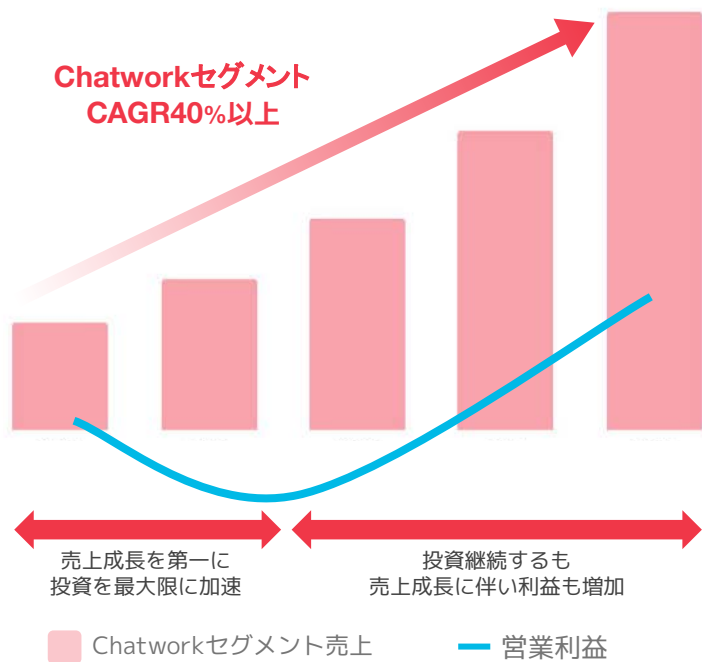 Chatworkセグメント
CAGR40%以上
売上成長を第一に
投資を最大限に加速
投資継続するも
売上成長に伴い利益も増加
Chatworkセグメント売上
営業利益